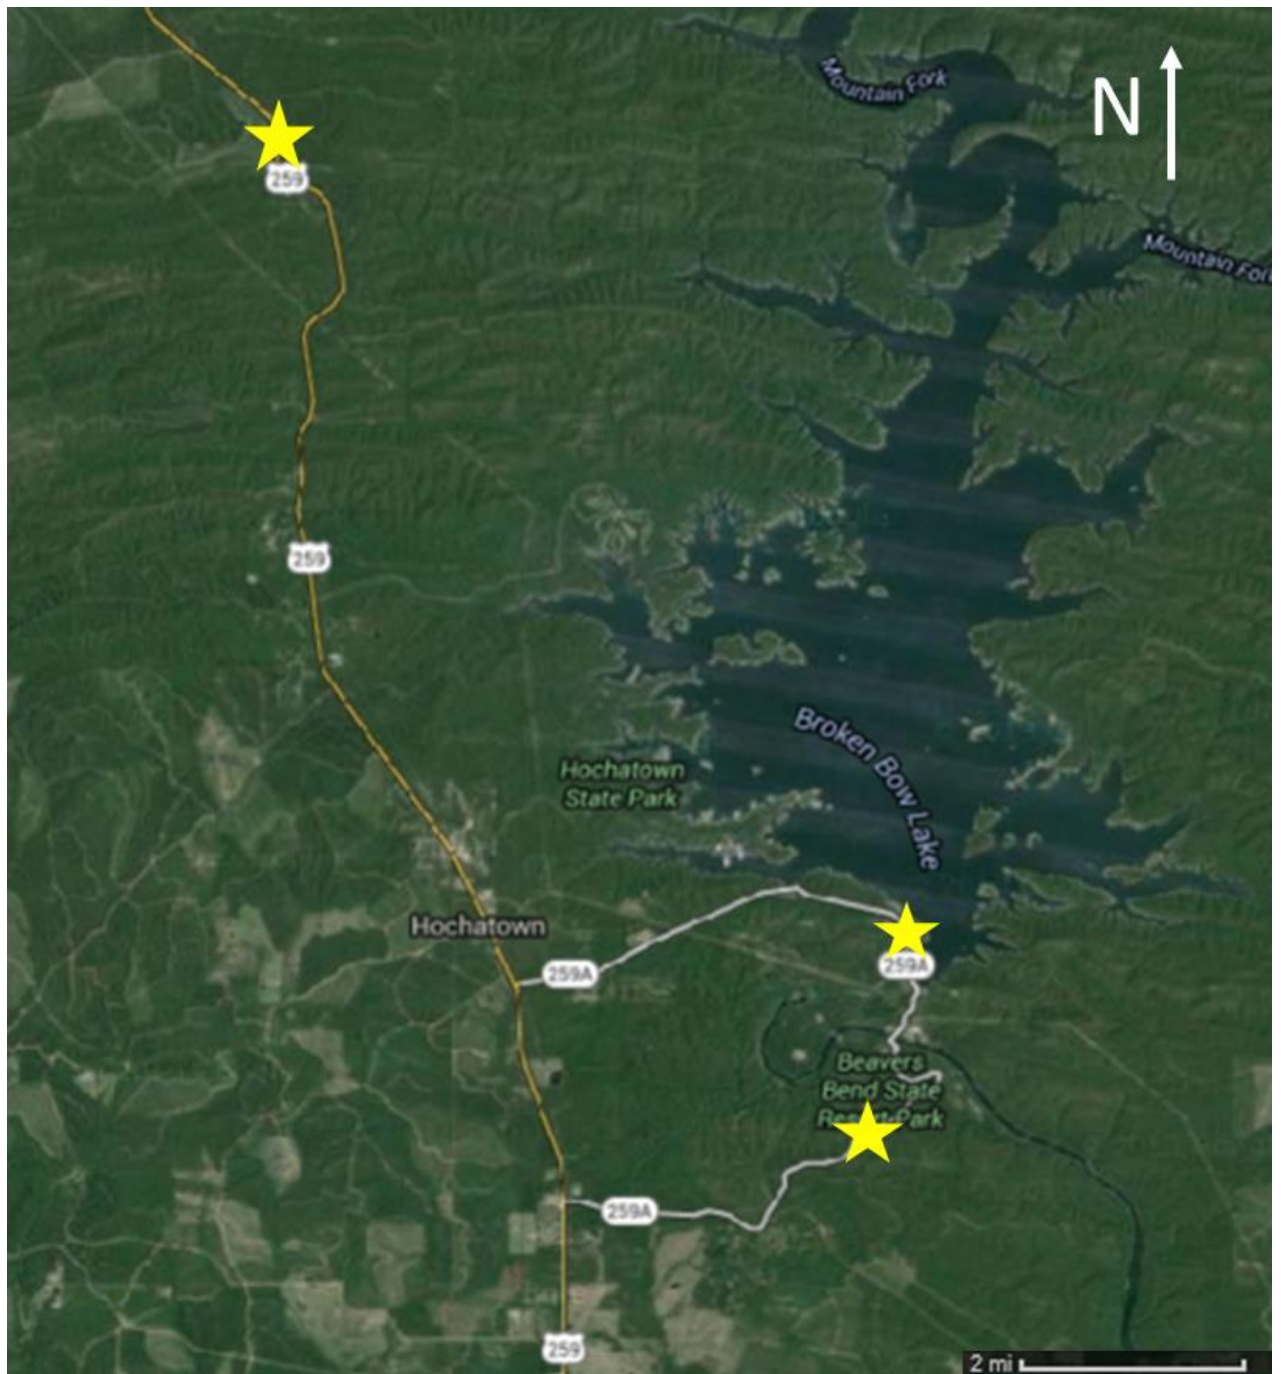 Mountain Fork
N
259
Mountain Fork
259
Broken Bow Lake
Hochatown
State Park
Hochatown
259A
259A
Beavers
Bend State
Resort Park
259A
259
2 mi